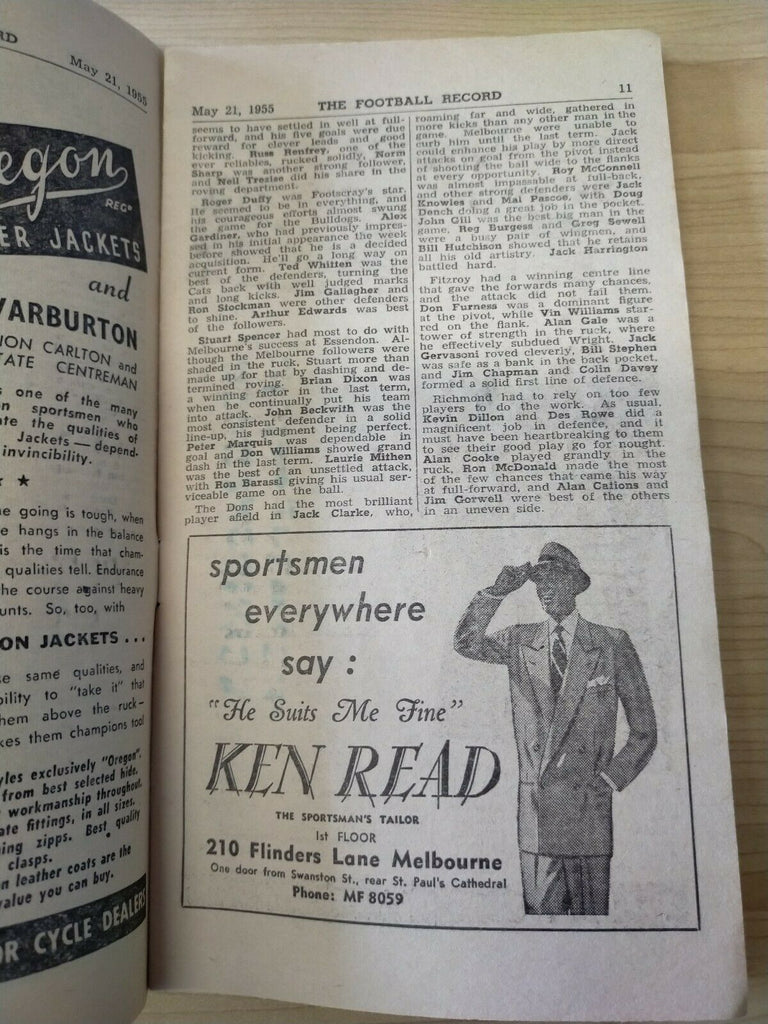 RD
May 21, 1955
egon
REG°
ER JACKETS
and
WARBURTON
ION CARLTON and
TATE CENTREMAN
s one of the many
n sportsmen who
ate the qualities of
Jackets — depend-
invincibility.
★ ★
e going is tough, when
e hangs in the balance
is the time that cham-
qualities tell. Endurance
he course against heavy
unts. So, too, with
ON JACKETS . . .
e same qualities, and
bility to "take it" that
hem above the ruck—
kes them champions too!
yles exclusively "Oregon".
from best selected hide.
workmanship throughout.
ate fittings, in all sizes.
ning zipps. Best quality
clasps.
n leather coats are the
value you can buy.
OR CYCLE DEALERS
May 21, 1955
THE FOOTBALL RECORD
11
seems to have settled in well at full-
forward, and his five goals were due
reward for clever leads and good
kicking. Russ Renfrey, one of the
ever reliables, rucked solidly, Norm
Sharp was another strong follower,
and Neil Trezise did his share in the
roving department.
Roger Duffy was Footscray's star.
He seemed to be in everything, and
his courageous efforts almost swung
the game for the Bulldogs. Alex
Gardiner, who had previously impres-
sed in his initial appearance the week
before showed that he is a decided
acquisition. He'll go a long way on
current form. Ted Whitten was the
best of the defenders, turning the
Cats back with well judged marks
and long kicks. Jim Gallagher and
Ron Stockman were other defenders
to shine. Arthur Edwards was best
of the followers.
Stuart Spencer had most to do with
Melbourne's success at Essendon. Al-
though the Melbourne followers were
shaded in the ruck, Stuart more than
made up for that by dashing and de-
termined roving. Brian Dixon was
a winning factor in the last term,
when he continually put his team
into attack. John Beckwith was the
most consistent defender in a solid
line-up, his judgment being perfect.
Peter Marquis was dependable in
goal and Don Williams showed grand
dash in the last term. Laurie Mithen
was the best of an unsettled attack,
with Ron Barassi giving his usual ser-
viceable game on the ball.
The Dons had the most brilliant
player afield in Jack Clarke, who,
roaming far and wide, gathered in
more kicks than any other man in the
game. Melbourne were unable to
curb him until the last term. Jack
could enhance his play by more direct
attacks on goal from the pivot instead
of shooting the ball wide to the flanks
at every opportunity. Roy McConnell
was almost impassable at full-back,
and other strong defenders were Jack
Knowles and Mal Pascoe, with Doug
Dench doing a great job in the pocket.
John Gill was the best big man in the
game. Reg Burgess and Greg Sewell
were a busy pair of wingmen, and
Bill Hutchison showed that he retains
all his old artistry. Jack Harrington
battled hard.
Fitzroy had a winning centre line
that gave the forwards many chances,
and the attack did not fail them.
Don Furness was a dominant figure
at the pivot, while Vin Williams star-
red on the flank. Alan Gale was a
tower of strength in the ruck, where
he effectively subdued Wright. Jack
Gervasoni roved cleverly, Bill Stephen
was safe as a bank in the back pocket,
and Jim Chapman and Colin Davey
formed a solid first line of defence.
Richmond had to rely on too few
players to do the work. As usual,
Kevin Dillon and Des Rowe did a
magnificent job in defence, and it
must have been heartbreaking to them
to see their good play go for nought.
Alan Cooke played grandly in the
ruck, Ron McDonald made the most
of the few chances that came his way
at full-forward, and Alan Cations and
Jim Gorwell were best of the others
in an uneven side.
sportsmen
everywhere
say :
"He Suits Me Fine"
KEN READ
THE SPORTSMAN'S TAILOR
1st FLOOR
210 Flinders Lane Melbourne
One door from Swanston St., rear St. Paul's Cathedral
Phone: MF 8059